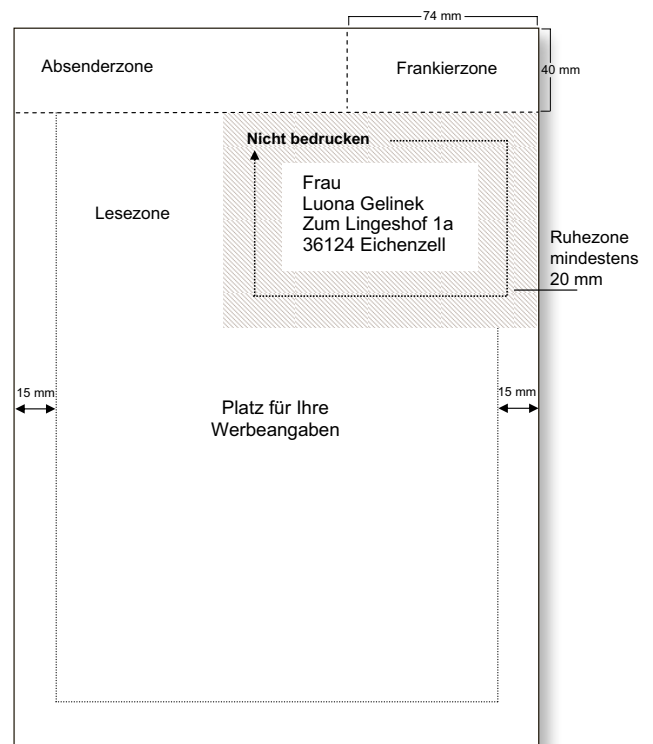 74 mm
Absenderzone
Frankierzone
40 mm
Nicht bedrucken
Frau
Luona Gelinek
Zum Lingeshof 1a
36124 Eichenzell
Lesezone
Ruhezone
mindestens
20 mm
15 mm
15 mm
Platz für Ihre
Werbeangaben